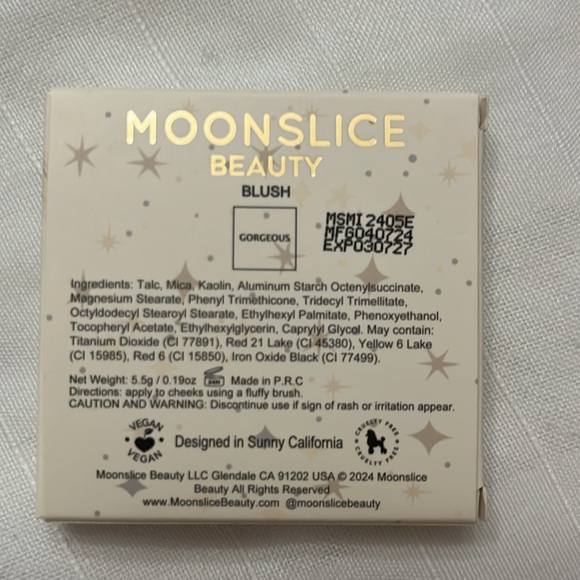 MOONSLICE
BEAUTY
BLUSH
GORGEOUS
MSMI 2405E
MFG040724
EXP030727
Ingredients: Talc, Mica, Kaolin, Aluminum Starch Octenylsuccinate,
Magnesium Stearate, Phenyl Trimethicone, Tridecyl Trimellitate,
Octyldodecyl Stearoyl Stearate, Ethylhexyl Palmitate, Phenoxyethanol,
Tocopheryl Acetate, Ethylhexylglycerin, Caprylyl Glycol. May contain:
Titanium Dioxide (CI 77891), Red 21 Lake (CI 45380), Yellow 6 Lake
(CI 15985), Red 6 (CI 15850), Iron Oxide Black (CI 77499).
Net Weight: 5.5g / 0.19oz 24M Made in P.R.C
Directions: apply to cheeks using a fluffy brush.
CAUTION AND WARNING: Discontinue use if sign of rash or irritation appear.
VEGAN
VEGAN
Designed in Sunny California
CRUELTY FREE
CRUELTY FREE
Moonslice Beauty LLC Glendale CA 91202 USA © 2024 Moonslice
Beauty All Rights Reserved
www.MoonsliceBeauty.com @moonslicebeauty